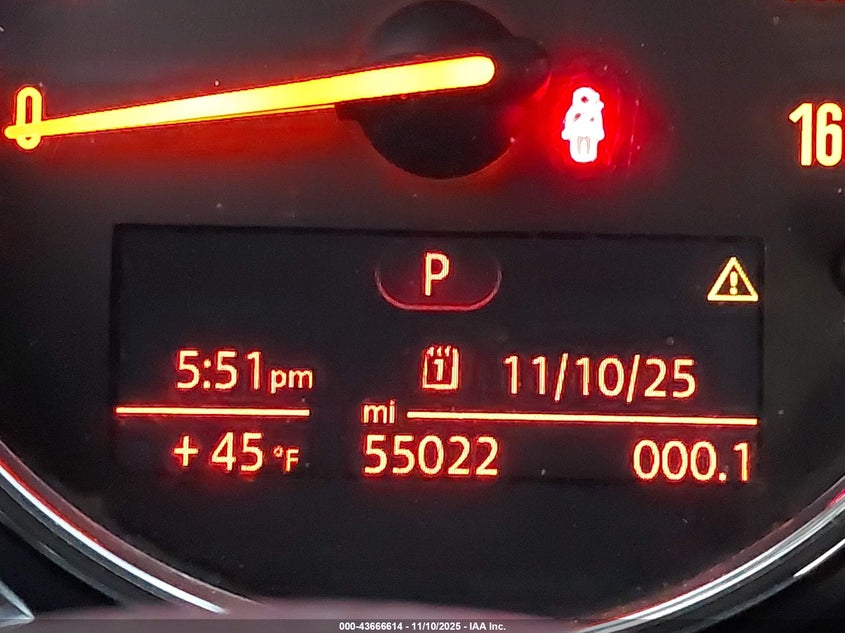 0
16
P
5:51pm
1 11/10/25
mi
+ 45 °F 55022 000.1
000-43666614 - 11/10/2025 - IAA Inc.